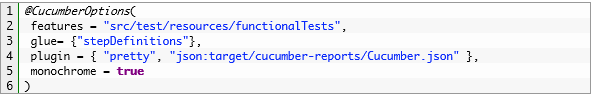 1 @CucumberOptions(
2 features = "src/test/resources/functionalTests",
3 glue= {"stepDefinitions"},
4 plugin = { "pretty", "json:target/cucumber-reports/Cucumber.json" },
5 monochrome = true
6 )